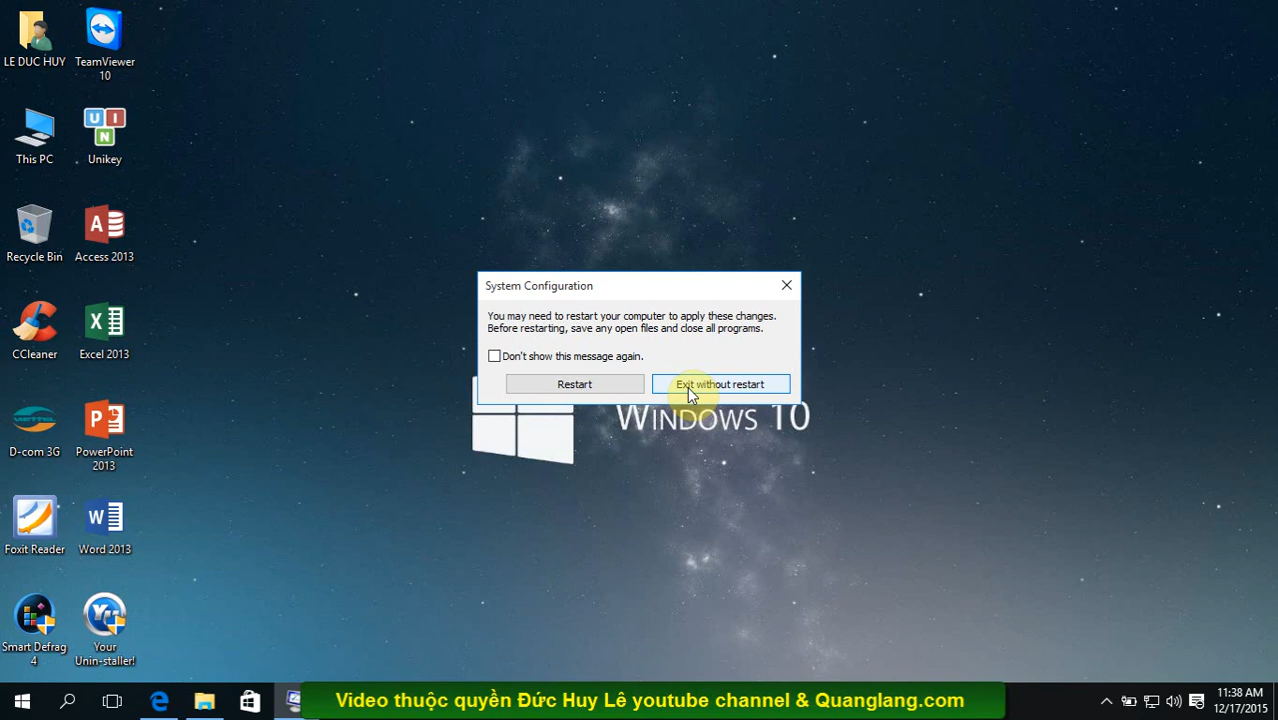 LE DUC HUY
TeamViewer
10
This PC
U I
N
Unikey
Recycle Bin
Access 2013
CCleaner
Excel 2013
D-com 3G
PowerPoint
2013
Foxit Reader
Word 2013
Smart Defrag
4
Your
Unin-staller!
System Configuration
You may need to restart your computer to apply these changes.
Before restarting, save any open files and close all programs.
Don't show this message again.
Restart
Exit without restart
WINDOWS 10
Video thuộc quyền Đức Huy Lê youtube channel & Quanglang.com
11:38 AM
12/17/2015